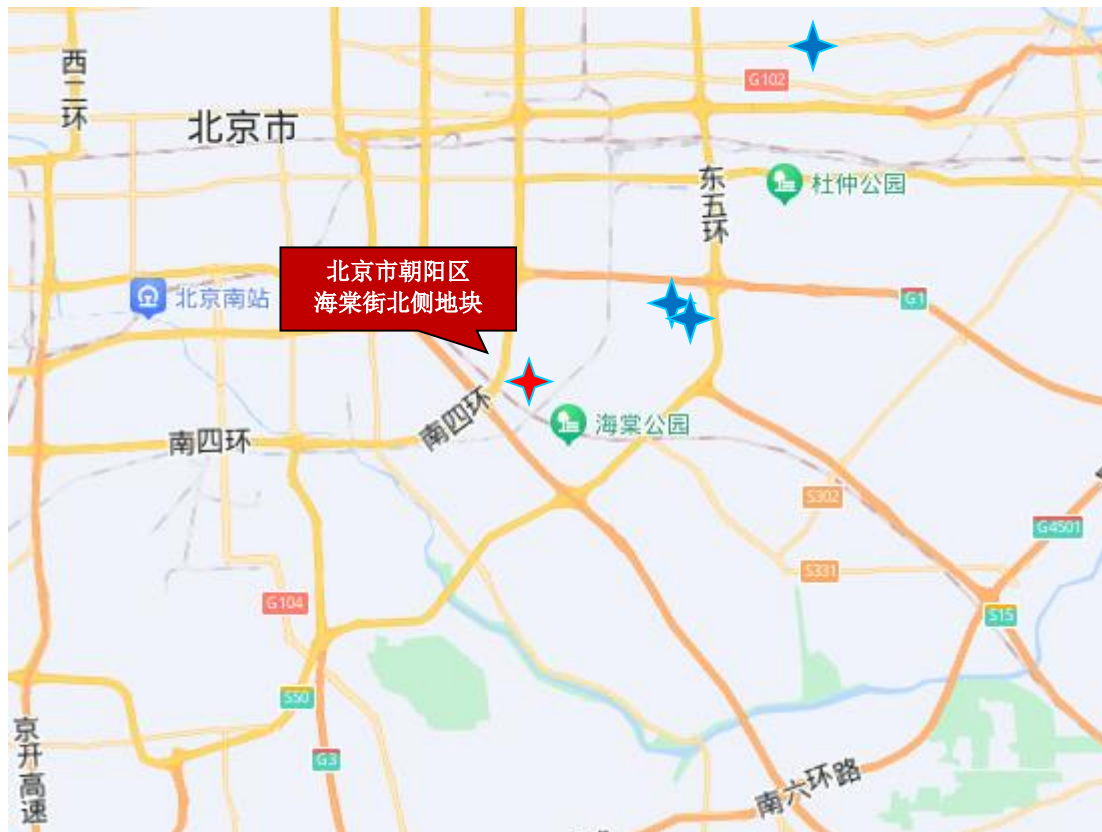 西二环
北京市
G102
东五环
杜仲公园
北京市朝阳区
海棠街北侧地块
北京南站
G1
南四环
南四环
海棠公园
S302
G4501
S331
G104
S15
S50
京开高速
G3
南六环路